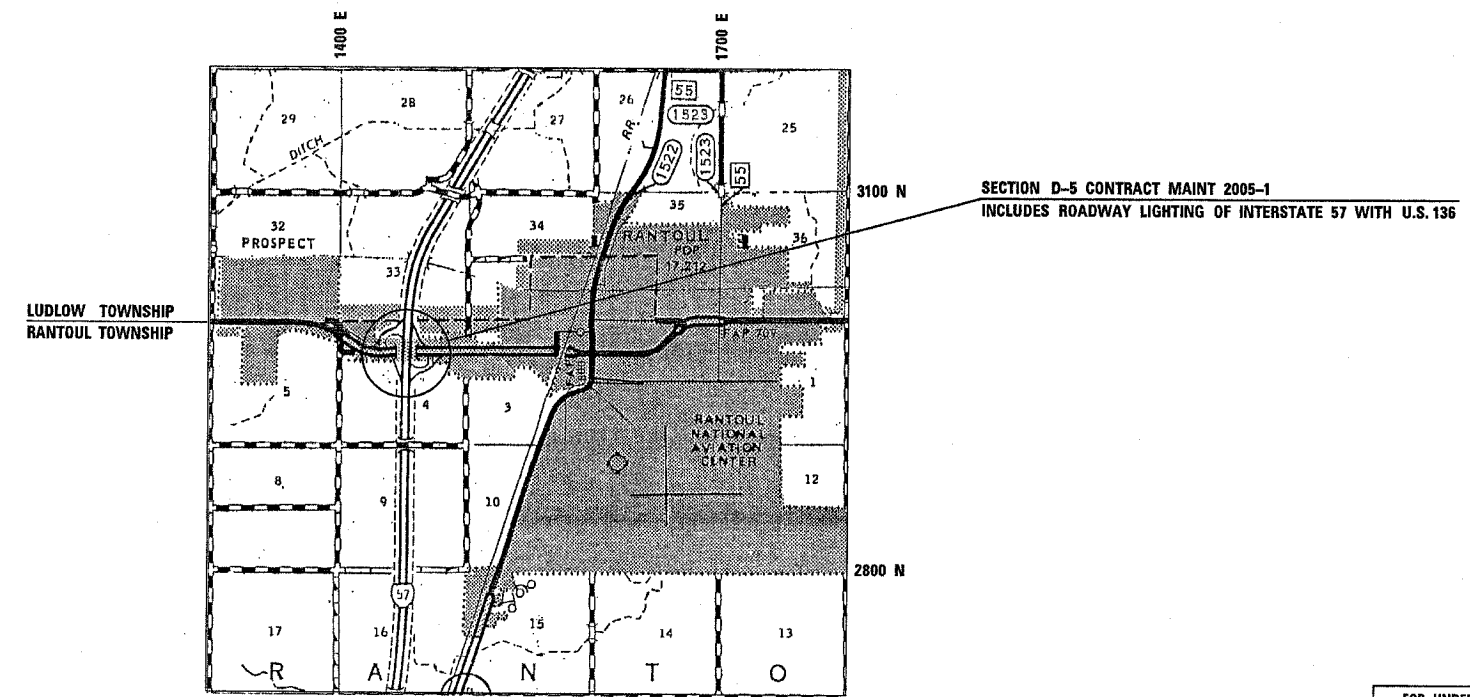 1400 E
1700 E
29
28
27
26
25
55
1523
1522
1523
55
RR
DITCH
3100 N
SECTION D-5 CONTRACT MAINT 2005-1
INCLUDES ROADWAY LIGHTING OF INTERSTATE 57 WITH U.S. 136
32
PROSPECT
33
34
35
36
RANTOUL
POP
LUDLOW TOWNSHIP
RANTOUL TOWNSHIP
5
4
3
1
RANTOUL
NATIONAL
AVIATION
CENTER
8
9
10
12
2800 N
57
17
16
15
14
13
R A N T O